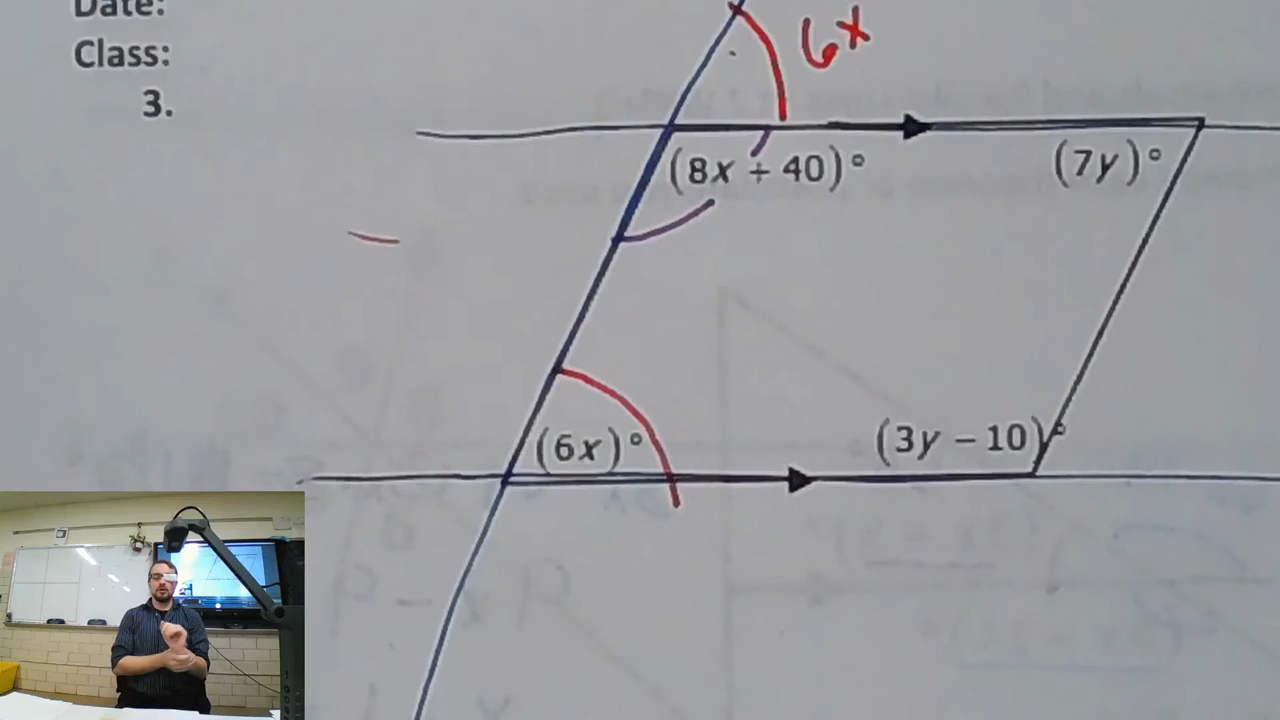 Date:
Class:
3.
6x
(8x + 40)°
(7y)°
(6x)°
(3y − 10)°